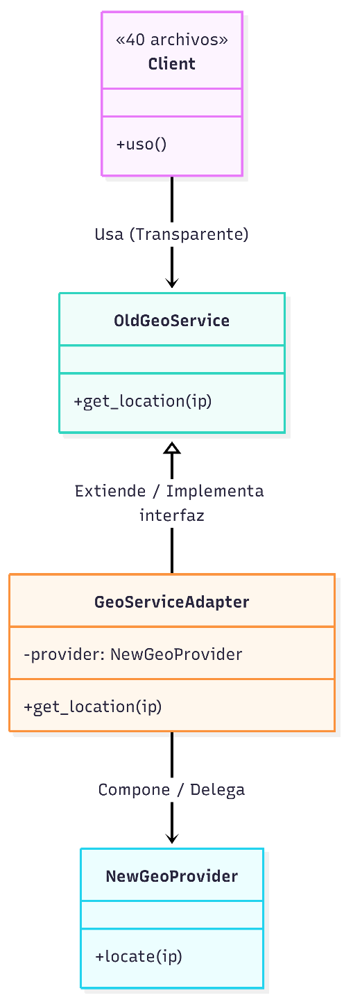 «40 archivos»
Client
+uso()
Usa (Transparente)
OldGeoService
+get_location(ip)
Extiende / Implementa
interfaz
GeoServiceAdapter
-provider: NewGeoProvider
+get_location(ip)
Compone / Delega
NewGeoProvider
+locate(ip)